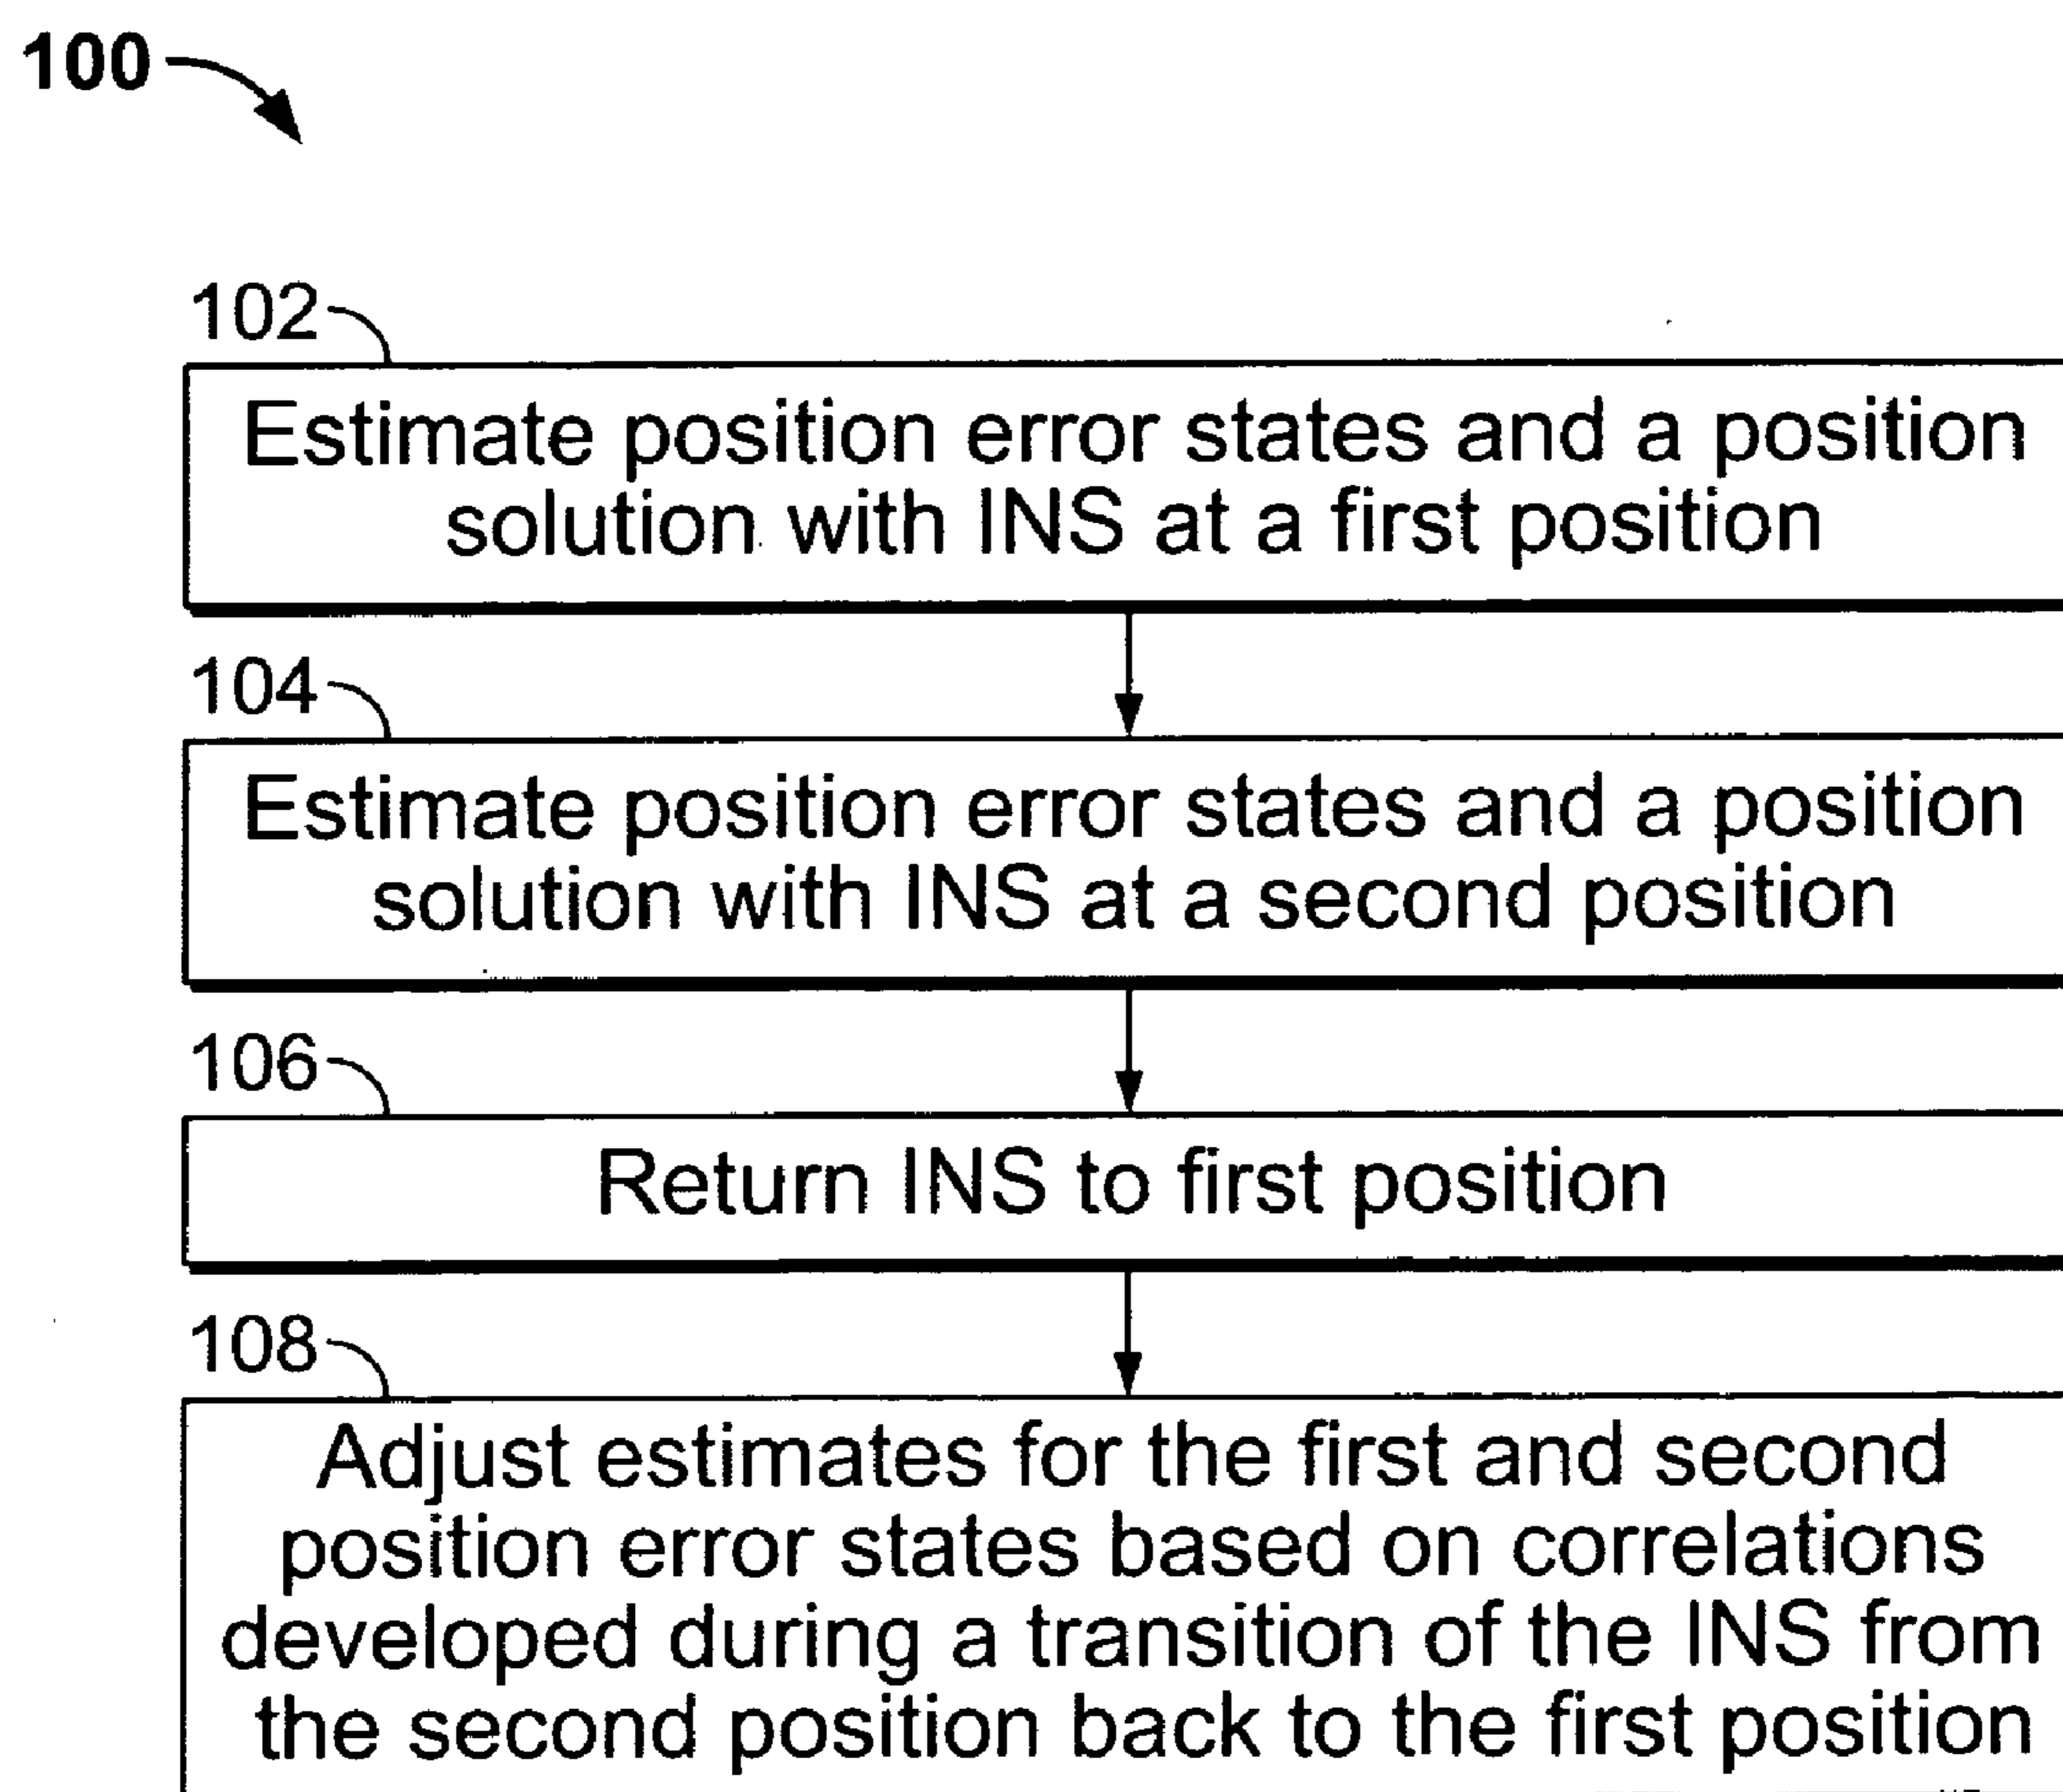 100
102
Estimate position error states and a position
solution with INS at a first position
104
Estimate position error states and a position
solution with INS at a second position
106
Return INS to first position
108
Adjust estimates for the first and second
position error states based on correlations
developed during a transition of the INS from
the second position back to the first position